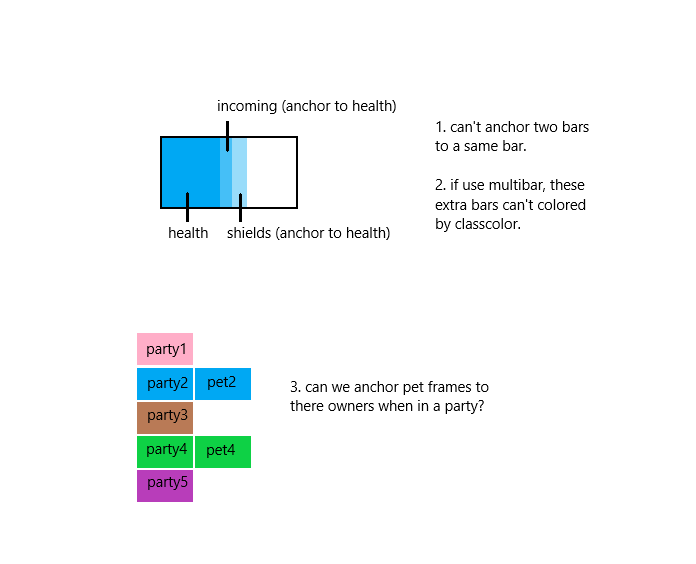 incoming (anchor to health)
1. can't anchor two bars
to a same bar.
2. if use multibar, these
extra bars can't colored
by classcolor.
health
shields (anchor to health)
party1
party2
pet2
party3
party4
pet4
party5
3. can we anchor pet frames to
there owners when in a party?